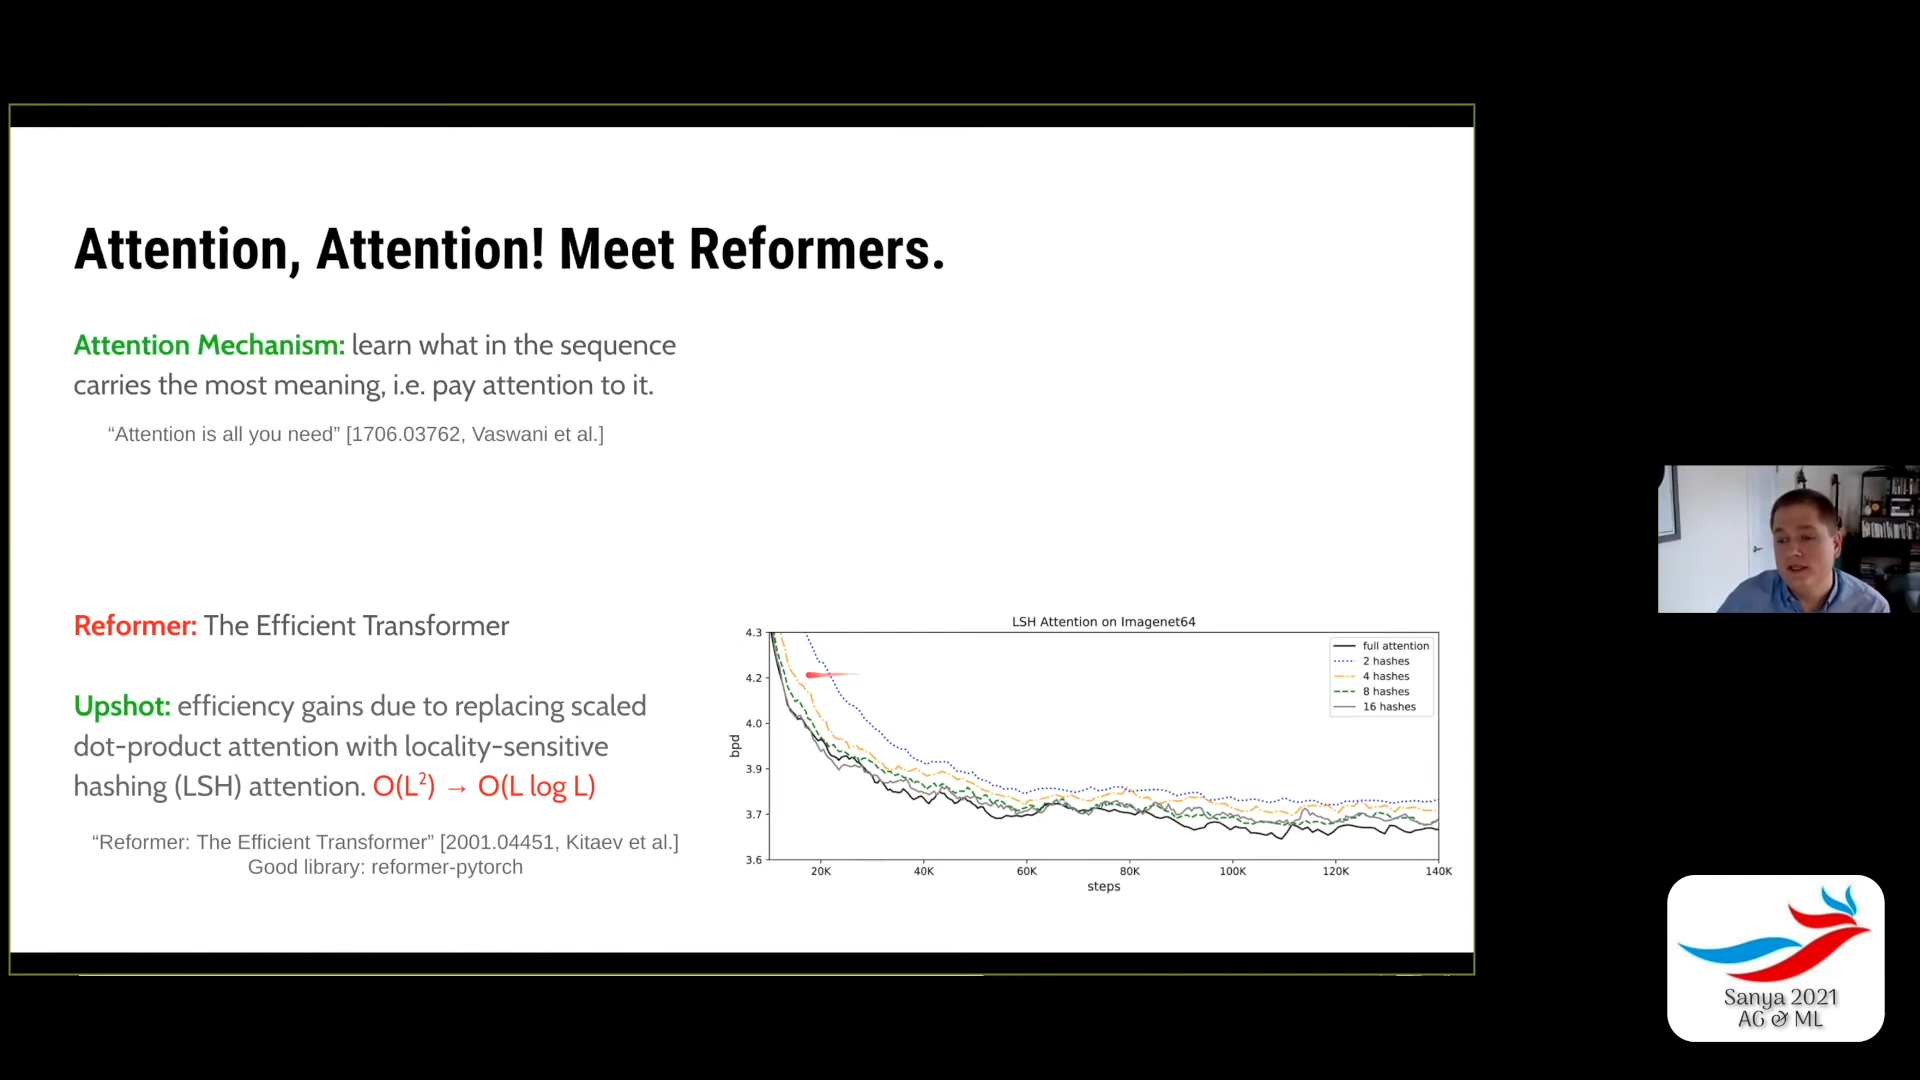 Attention, Attention! Meet Reformers.
Attention Mechanism: learn what in the sequence
carries the most meaning, i.e. pay attention to it.
“Attention is all you need” [1706.03762, Vaswani et al.]
Reformer: The Efficient Transformer
Upshot: efficiency gains due to replacing scaled
dot-product attention with locality-sensitive
hashing (LSH) attention. O(L²) → O(L log L)
“Reformer: The Efficient Transformer” [2001.04451, Kitaev et al.]
Good library: reformer-pytorch
LSH Attention on Imagenet64
4.3
4.2
4.0
3.9
3.7
3.6
bpd
full attention
2 hashes
4 hashes
8 hashes
16 hashes
20K 40K 60K 80K 100K 120K 140K
steps
Sanya 2021
AG & ML